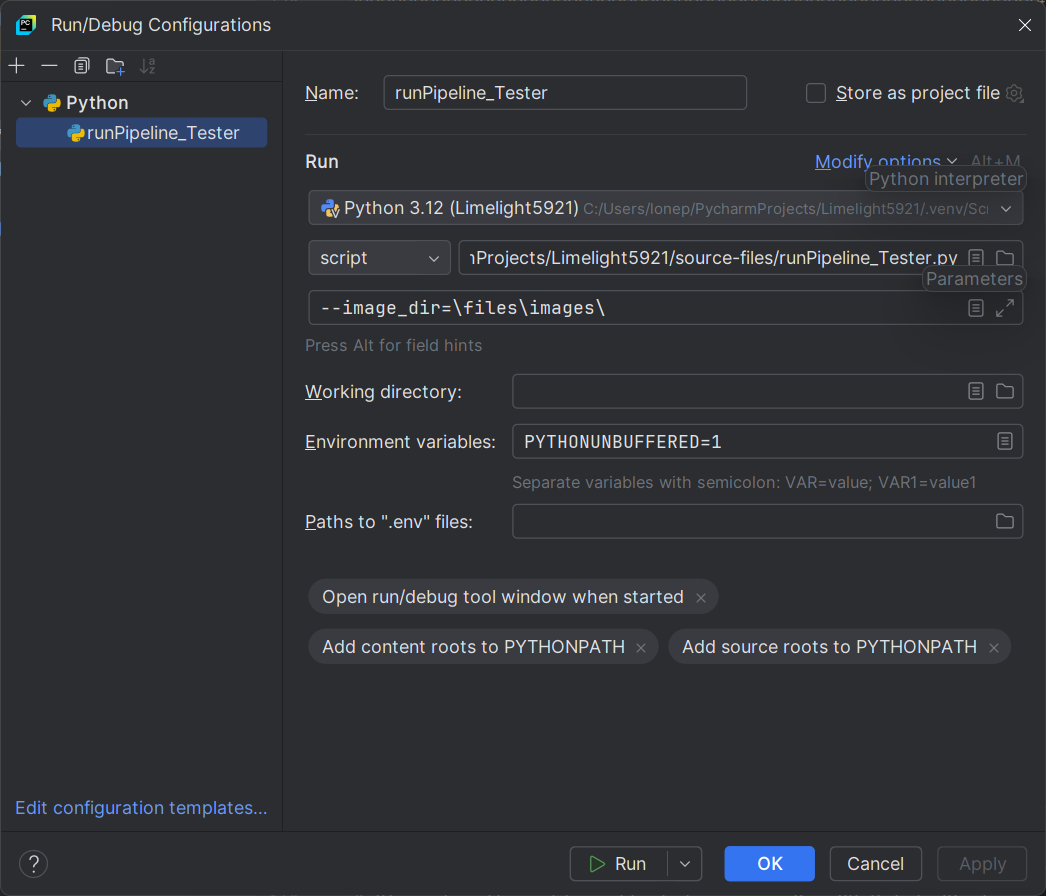 Run/Debug Configurations
Python
runPipeline_Tester
Edit configuration templates...
Name: runPipeline_Tester Store as project file
Run Modify options Alt+M
Python interpreter
Python 3.12 (Limelight5921) C:/Users/lonep/PycharmProjects/Limelight5921/.venv/Scr
script Projects/Limelight5921/source-files/runPipeline_Tester.py
Parameters
--image_dir=\files\images\
Press Alt for field hints
Working directory:
Environment variables: PYTHONUNBUFFERED=1
Separate variables with semicolon: VAR=value; VAR1=value1
Paths to ".env" files:
Open run/debug tool window when started
Add content roots to PYTHONPATH Add source roots to PYTHONPATH
? Run OK Cancel Apply